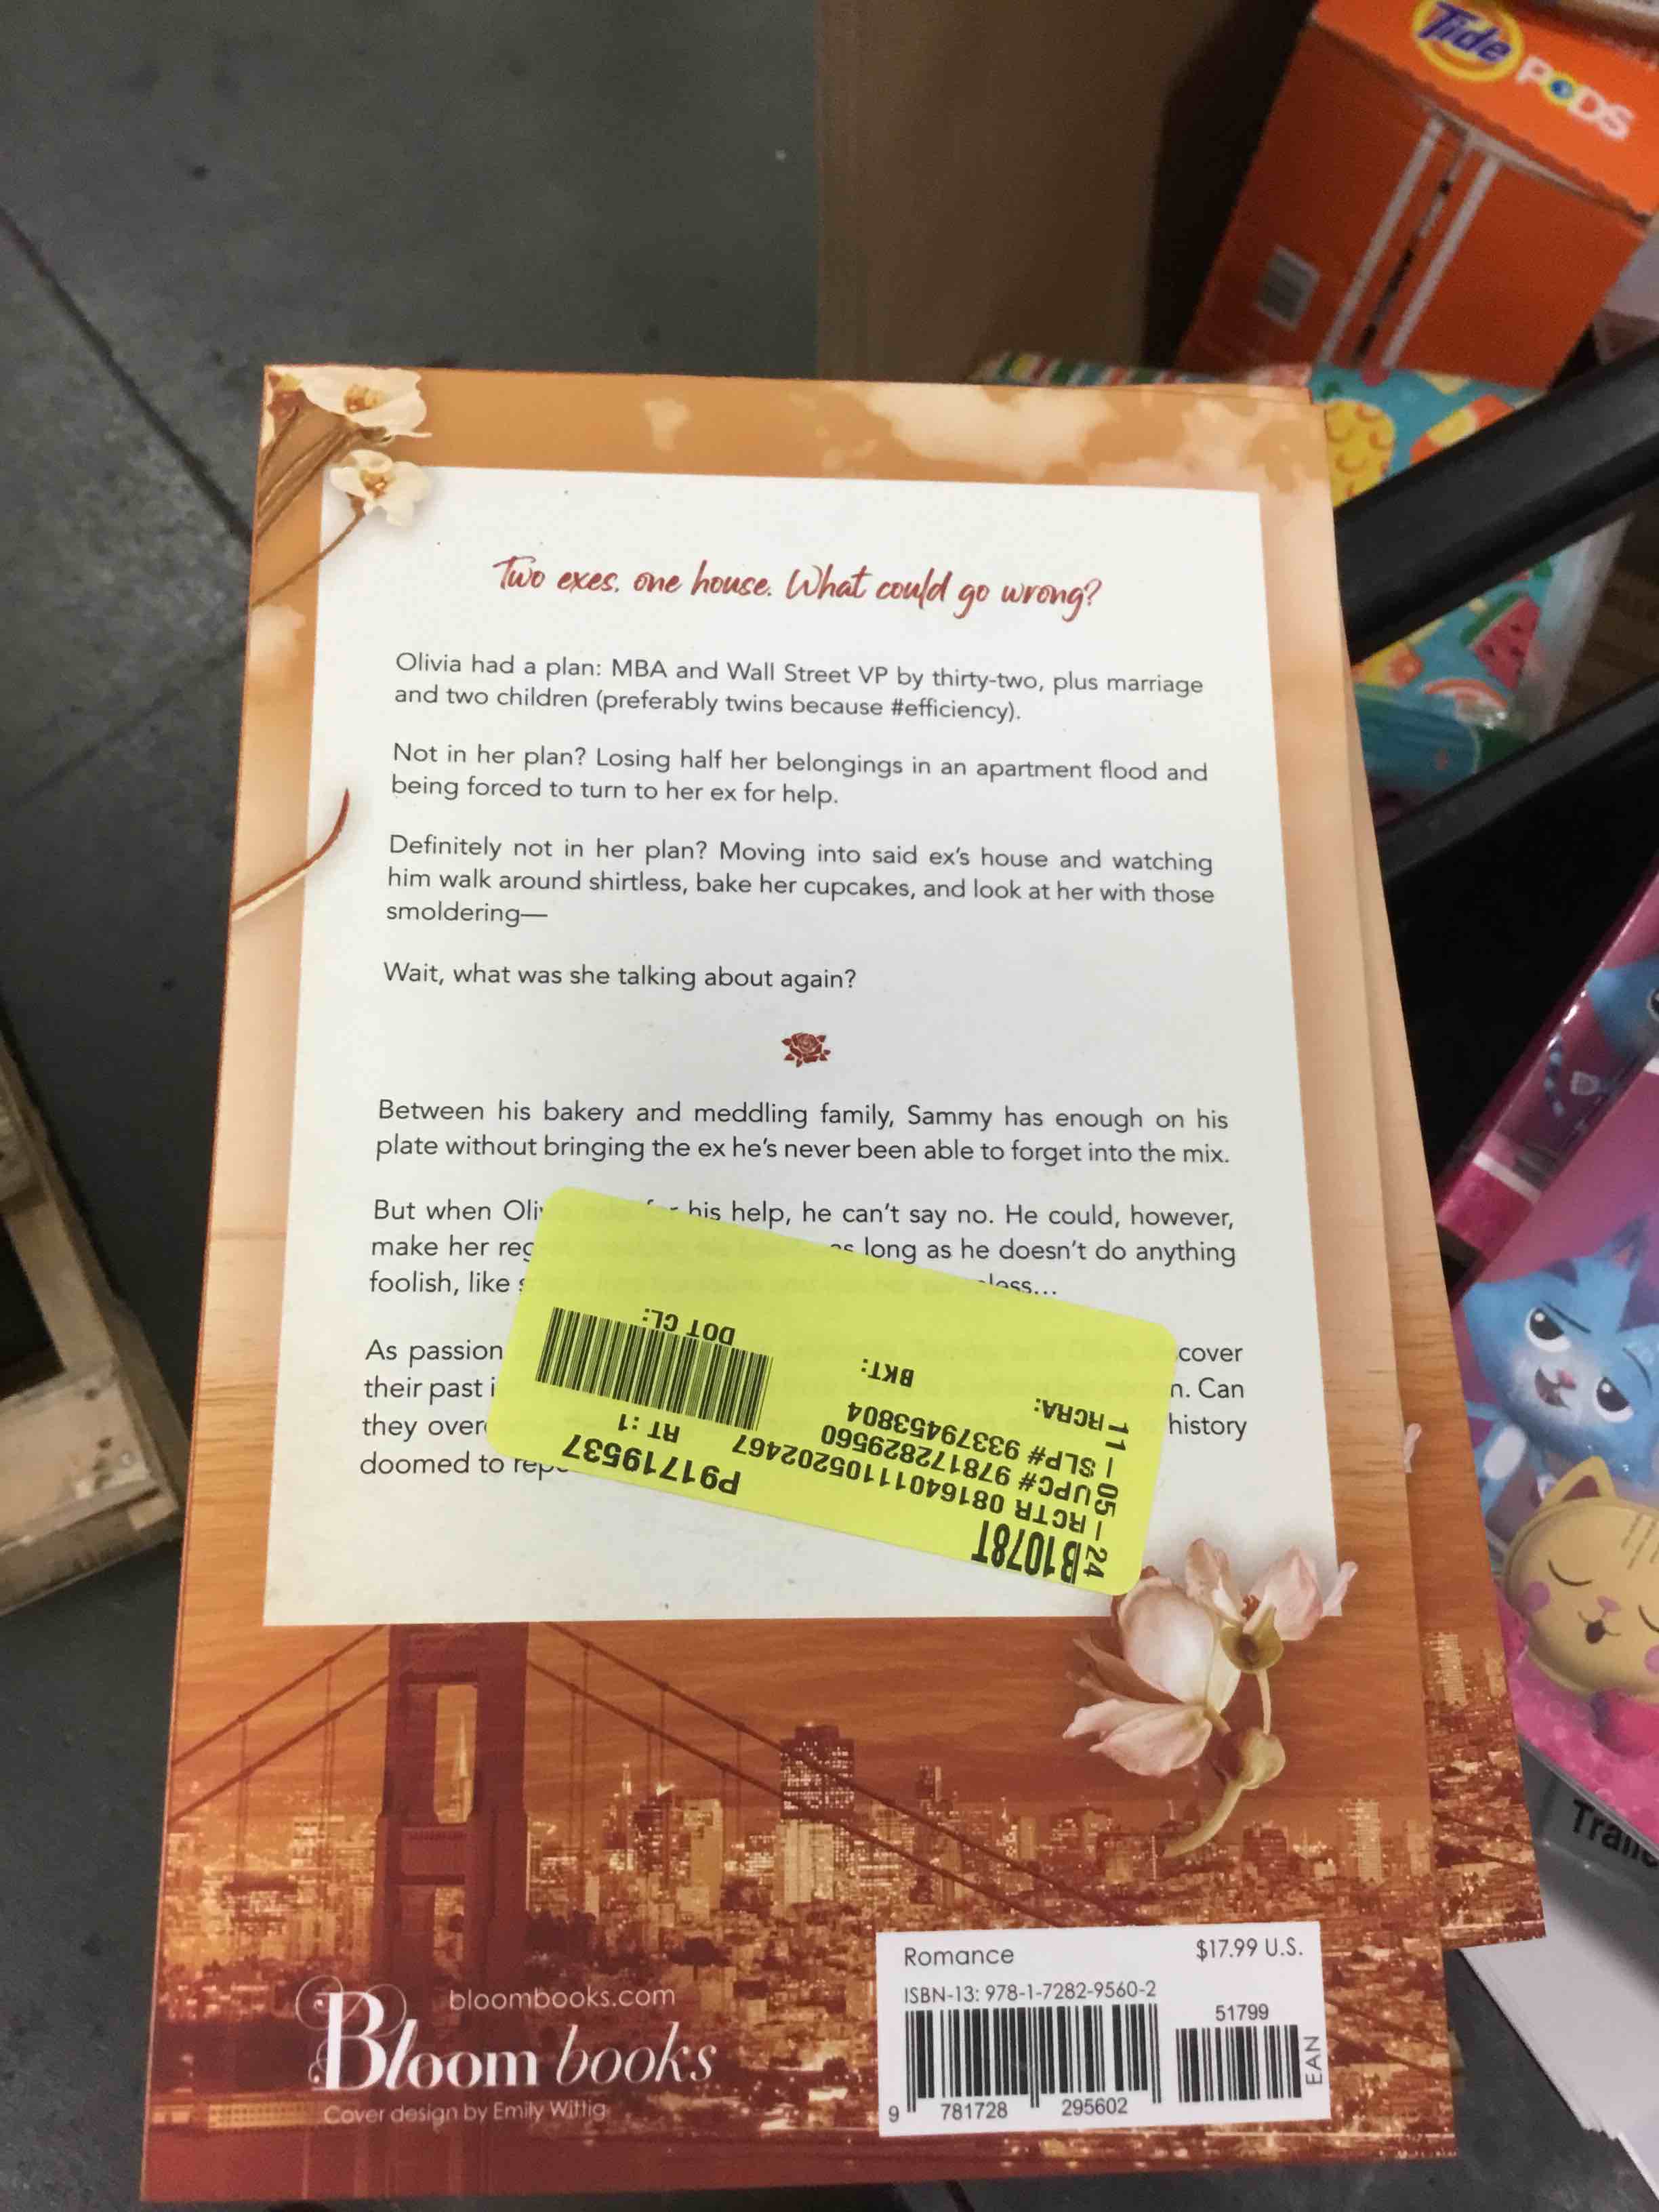 Tide
PODS
Two exes. one house. What could go wrong?
Olivia had a plan: MBA and Wall Street VP by thirty-two, plus marriage
and two children (preferably twins because #efficiency).
Not in her plan? Losing half her belongings in an apartment flood and
being forced to turn to her ex for help.
Definitely not in her plan? Moving into said ex's house and watching
him walk around shirtless, bake her cupcakes, and look at her with those
smoldering—
Wait, what was she talking about again?
Between his bakery and meddling family, Sammy has enough on his
plate without bringing the ex he's never been able to forget into the mix.
But when his help, he can't say no. He could, however,
make her as long as he doesn't do anything
foolish, like
As passion
their past Can
they history
doomed to
B1078T
24
| RCTR 0816401110520246​7
05
UPC# 9781728295602
| SLP# 93379453804
11
RCRA:
BKT:
DOT CL:
RT :1
P91719537
bloombooks.com
Bloom books
Cover design by Emily Wittig
Romance
$17.99 U.S.
ISBN-13: 978-1-7282-9560-2
51799
EAN
9 781728 295602